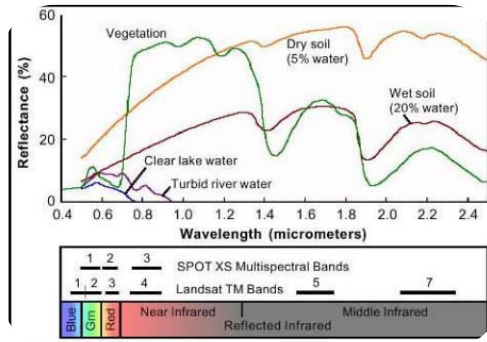 60
40
20
0
Reflectance (%)
Vegetation
Dry soil
(5% water)
Wet soil
(20% water)
Clear lake water
Turbid river water
0.4 0.6 0.8 1.0 1.2 1.4 1.6 1.8 2.0 2.2 2.4
Wavelength (micrometers)
1 2 3
SPOT XS Multispectral Bands
1 2 3 4
Landsat TM Bands
5 7
Blue
Grn
Red
Near Infrared
Middle Infrared
Reflected Infrared